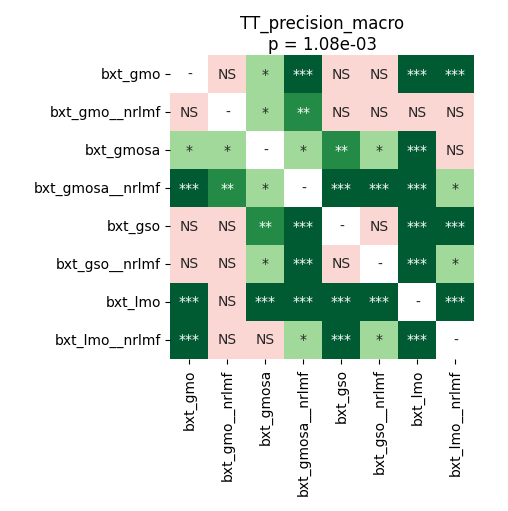 TT_precision_macro
p = 1.08e-03
bxt_gmo - NS * *** NS NS *** ***
bxt_gmo__nrlmf NS - * ** NS NS NS NS
bxt_gmosa * * - * ** * *** NS
bxt_gmosa__nrlmf *** ** * - *** *** *** *
bxt_gso NS NS ** *** - NS *** ***
bxt_gso__nrlmf NS NS * *** NS - *** *
bxt_lmo *** NS *** *** *** *** - ***
bxt_lmo__nrlmf *** NS NS * *** * *** -
bxt_gmo
bxt_gmo__nrlmf
bxt_gmosa
bxt_gmosa__nrlmf
bxt_gso
bxt_gso__nrlmf
bxt_lmo
bxt_lmo__nrlmf